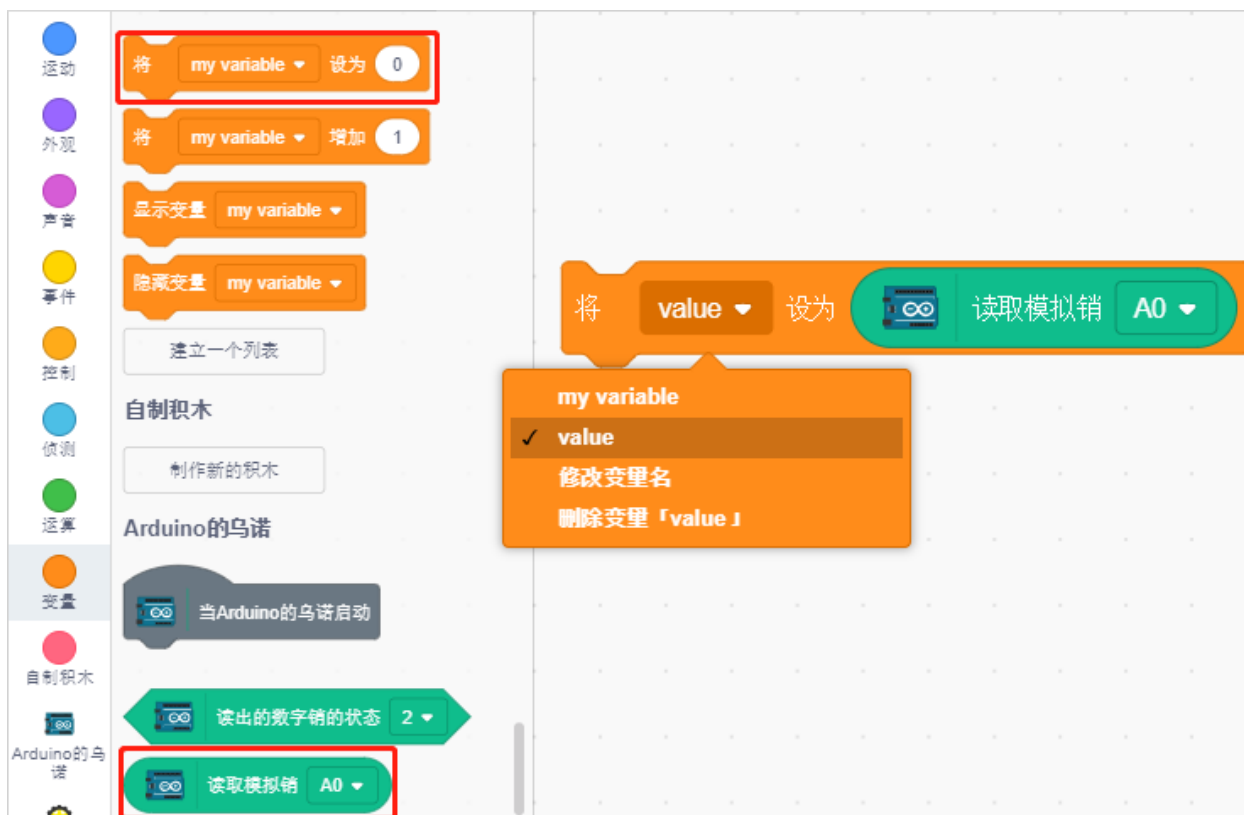 运动
外观
声音
事件
控制
侦测
运算
变量
自制积木
Arduino的乌
诺
将 my variable 设为 0
将 my variable 增加 1
显示变量 my variable
隐藏变量 my variable
建立一个列表
自制积木
制作新的积木
Arduino的乌诺
当Arduino的乌诺启动
读出的数字销的状态 2
读取模拟销 A0
将 value 设为 读取模拟销 A0
my variable
✓ value
修改变量名
删除变量「value」